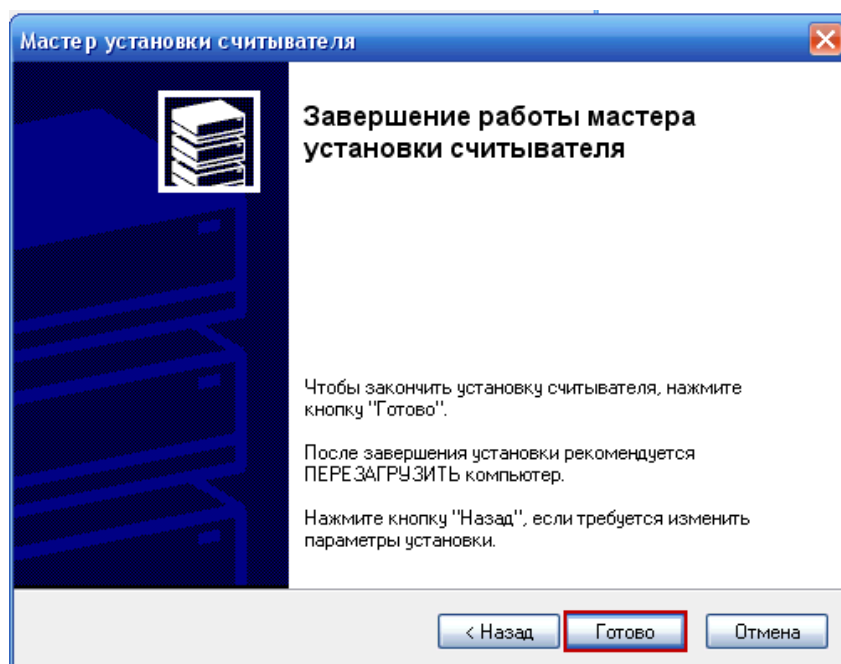 Мастер установки считывателя
Завершение работы мастера
установки считывателя
Чтобы закончить установку считывателя, нажмите
кнопку "Готово".
После завершения установки рекомендуется
ПЕРЕЗАГРУЗИТЬ компьютер.
Нажмите кнопку "Назад", если требуется изменить
параметры установки.
< Назад Готово Отмена